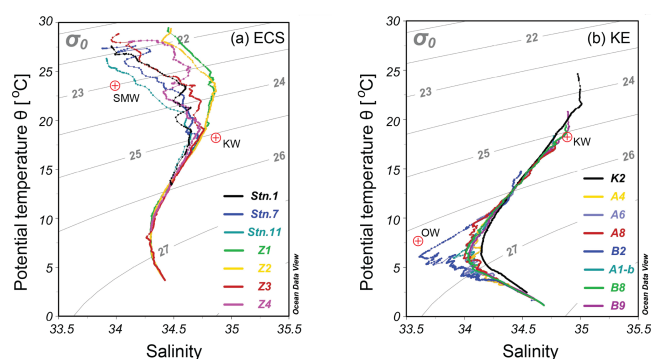 σ0
(a) ECS
22
23
24
25
26
27
SMW
KW
Stn.1
Stn.7
Stn.11
Z1
Z2
Z3
Z4
Potential temperature θ [°C]
30
25
20
15
10
5
0
33.5
34
34.5
35
35.5
Salinity
Ocean Data View
σ0
(b) KE
22
23
24
25
26
27
KW
OW
K2
A4
A6
A8
B2
A1-b
B8
B9
Potential temperature θ [°C]
30
25
20
15
10
5
0
33.5
34
34.5
35
35.5
Salinity
Ocean Data View